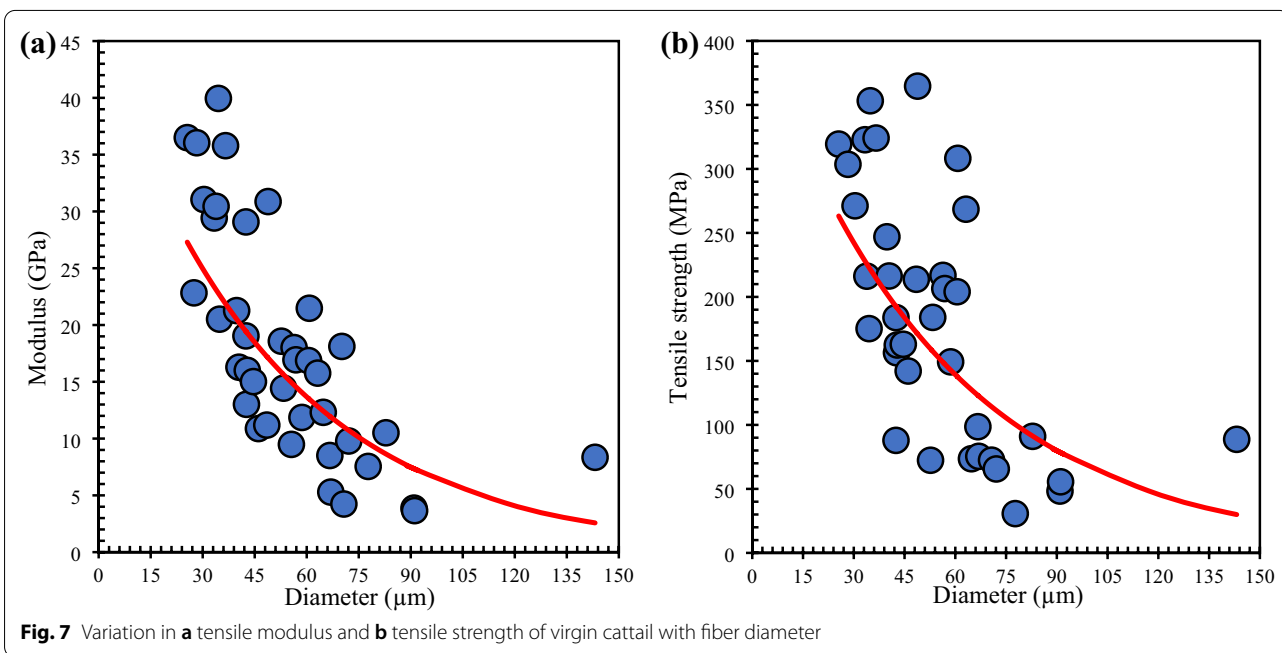 (a)
45
40
35
30
25
20
15
10
5
0
Modulus (GPa)
0 15 30 45 60 75 90 105 120 135 150
Diameter (µm)
(b)
400
350
300
250
200
150
100
50
0
Tensile strength (MPa)
0 15 30 45 60 75 90 105 120 135 150
Diameter (µm)
Fig. 7 Variation in a tensile modulus and b tensile strength of virgin cattail with fiber diameter